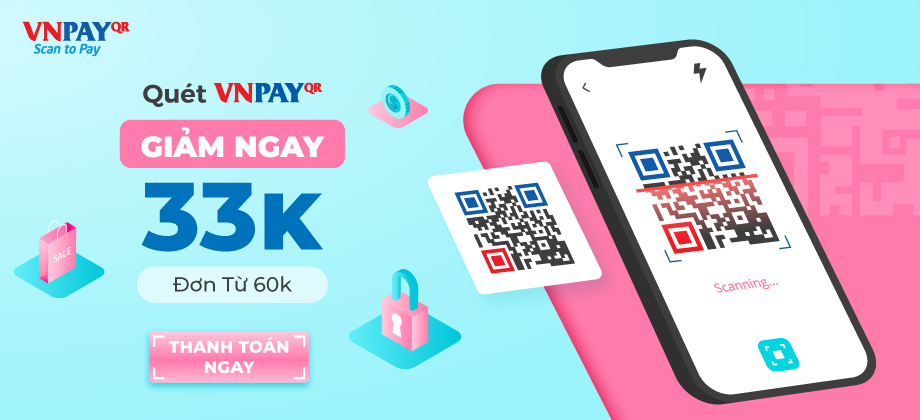 VNPAYQR
Scan to Pay
Quét VNPAYQR
GIẢM NGAY
33K
Đơn Từ 60k
THANH TOÁN
NGAY
SALE
Scanning...